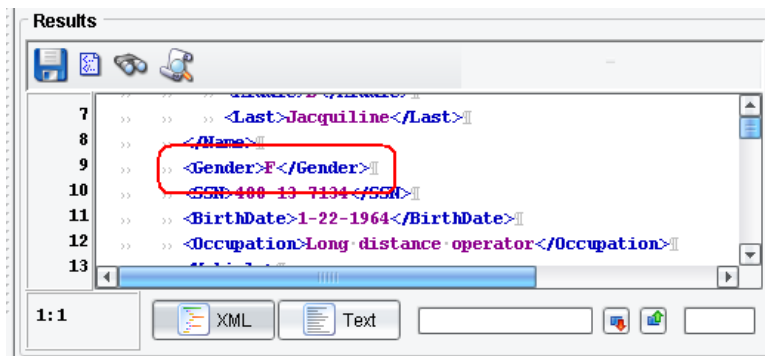 Results
7 <Last>Jacquiline</Last>¶
8 </Name>¶
9 <Gender>F</Gender>¶
10 <SSN>400-13-7134</SSN>¶
11 <BirthDate>1-22-1964</BirthDate>¶
12 <Occupation>Long·distance·operator</Occupation>¶
13
1:1 XML Text